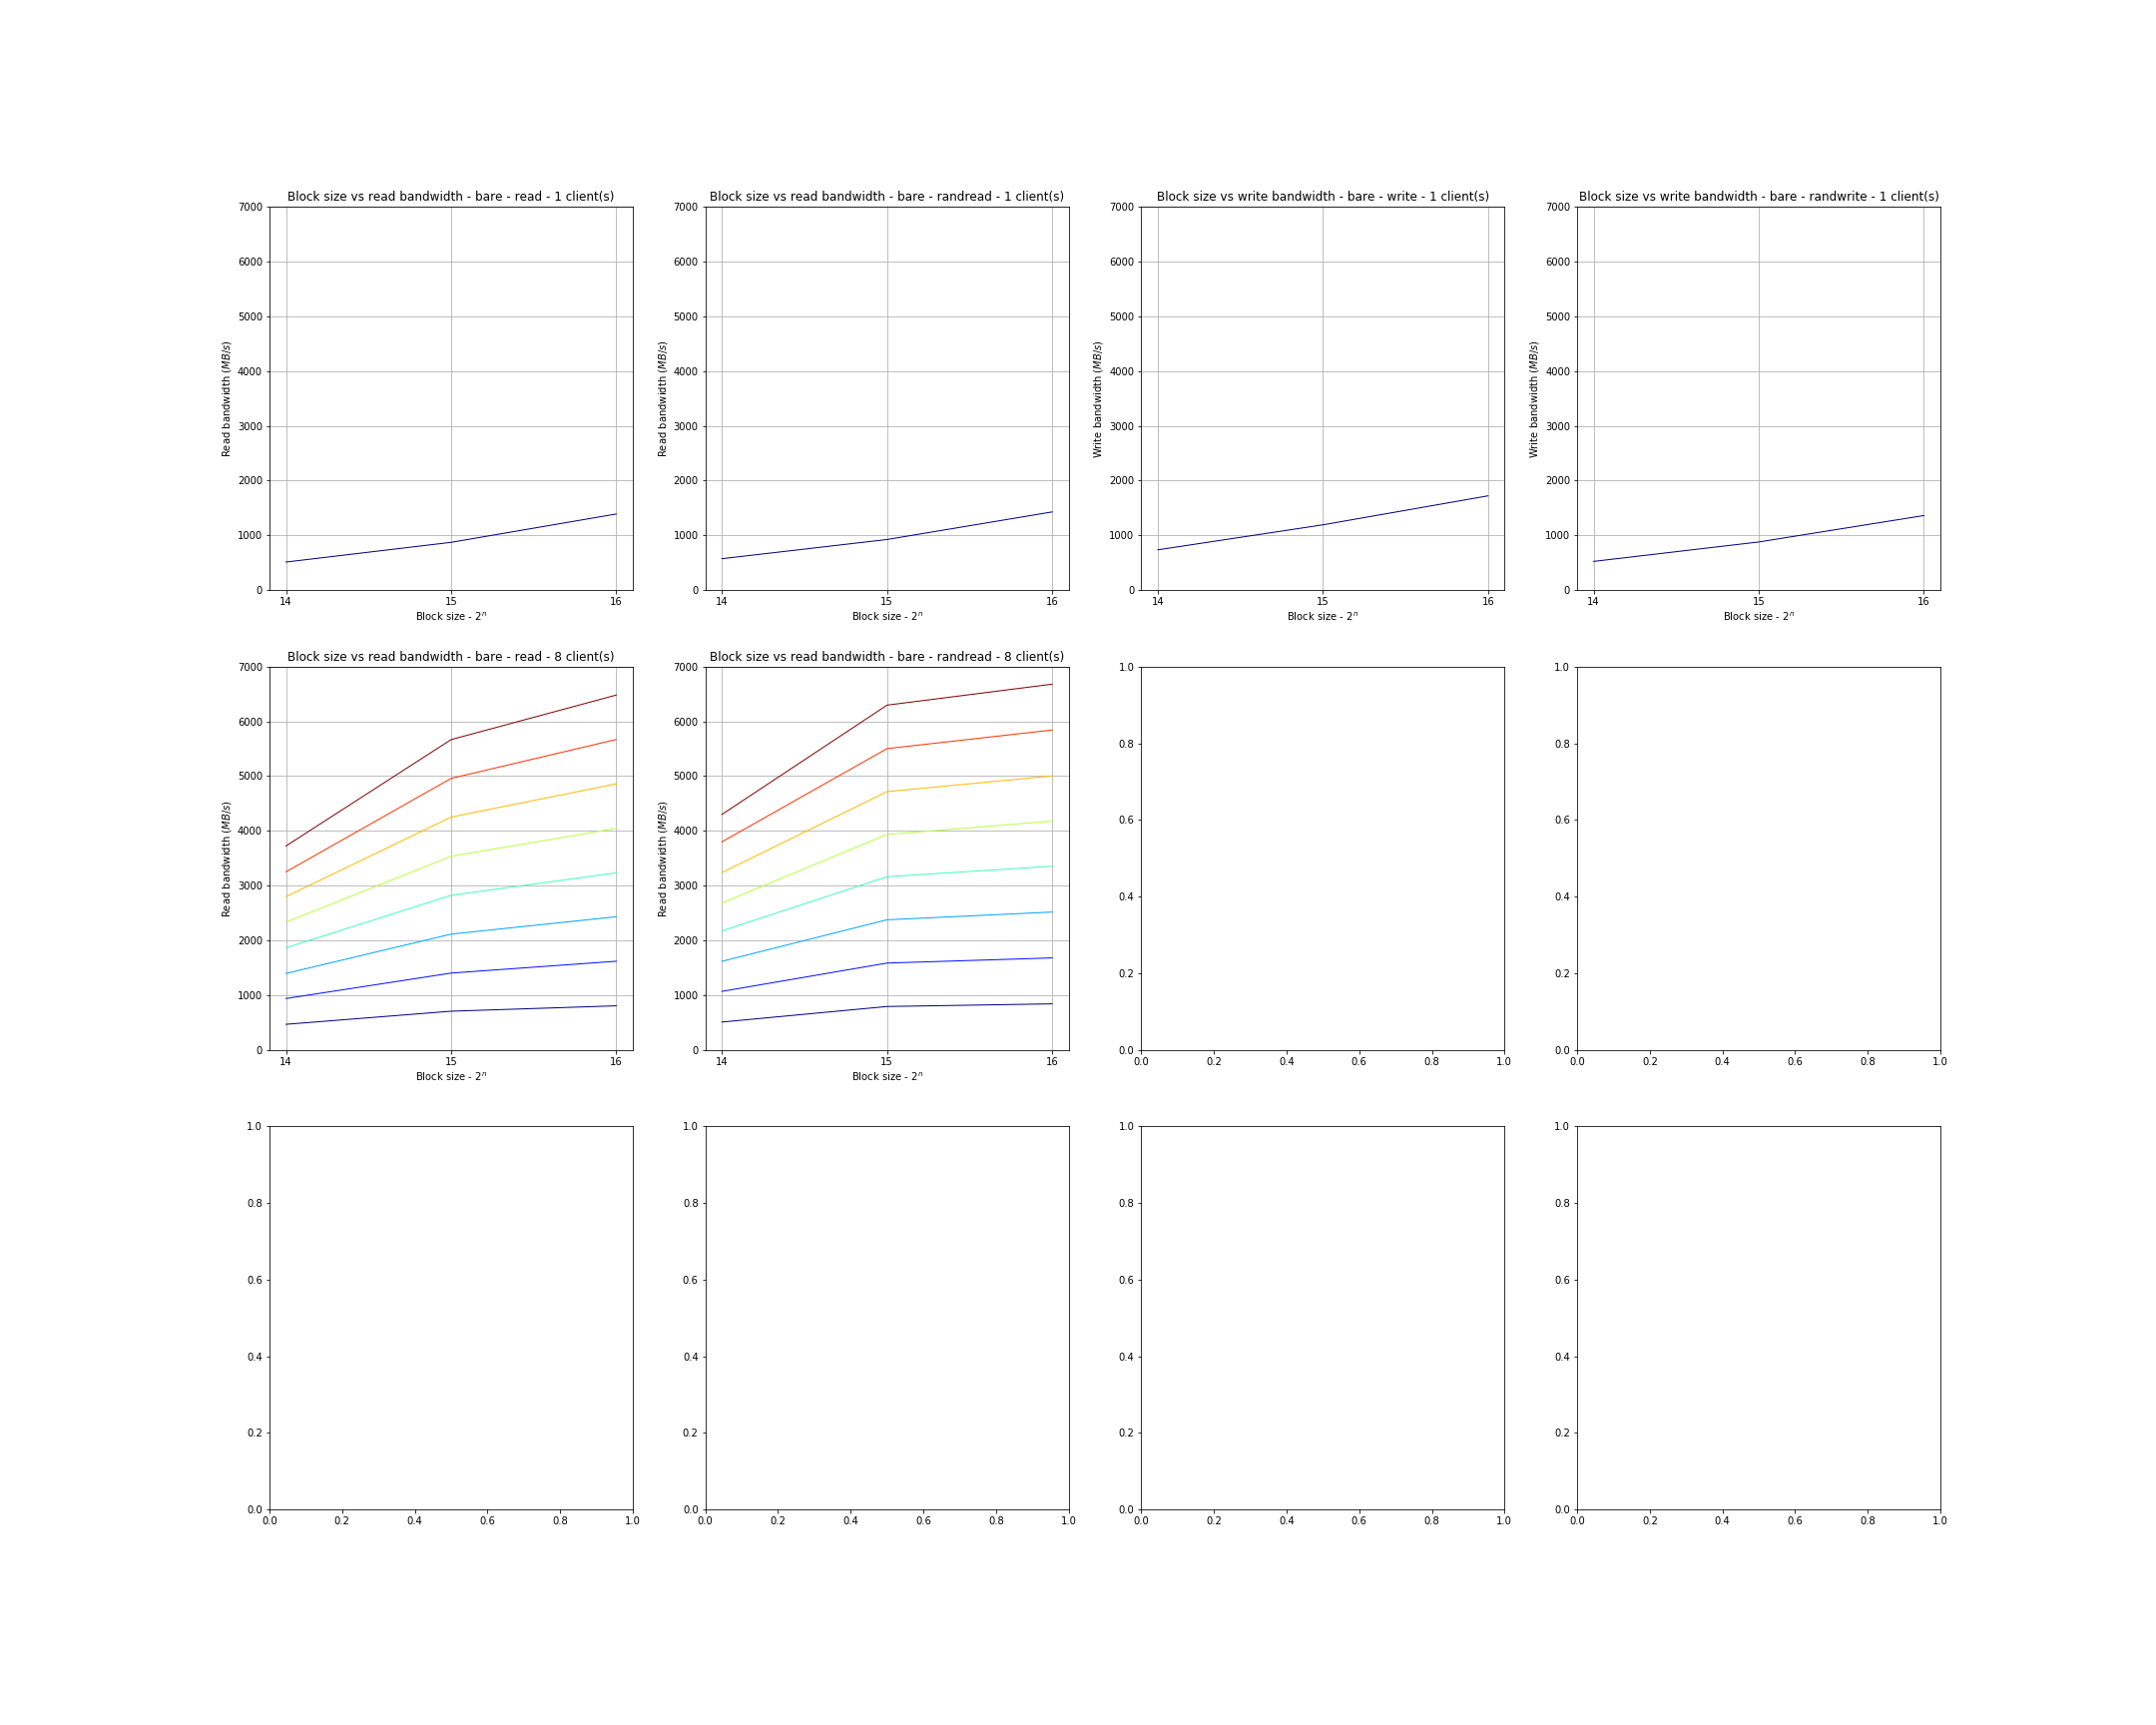 Block size vs read bandwidth - bare - read - 1 client(s)
7000
6000
5000
4000
3000
2000
1000
0
Read bandwidth (MB/s)
14 15 16
Block size - 2^n
Block size vs read bandwidth - bare - randread - 1 client(s)
7000
6000
5000
4000
3000
2000
1000
0
Read bandwidth (MB/s)
14 15 16
Block size - 2^n
Block size vs write bandwidth - bare - write - 1 client(s)
7000
6000
5000
4000
3000
2000
1000
0
Write bandwidth (MB/s)
14 15 16
Block size - 2^n
Block size vs write bandwidth - bare - randwrite - 1 client(s)
7000
6000
5000
4000
3000
2000
1000
0
Write bandwidth (MB/s)
14 15 16
Block size - 2^n
Block size vs read bandwidth - bare - read - 8 client(s)
7000
6000
5000
4000
3000
2000
1000
0
Read bandwidth (MB/s)
14 15 16
Block size - 2^n
Block size vs read bandwidth - bare - randread - 8 client(s)
7000
6000
5000
4000
3000
2000
1000
0
Read bandwidth (MB/s)
14 15 16
Block size - 2^n
1.0
0.8
0.6
0.4
0.2
0.0
0.0 0.2 0.4 0.6 0.8 1.0
1.0
0.8
0.6
0.4
0.2
0.0
0.0 0.2 0.4 0.6 0.8 1.0
1.0
0.8
0.6
0.4
0.2
0.0
0.0 0.2 0.4 0.6 0.8 1.0
1.0
0.8
0.6
0.4
0.2
0.0
0.0 0.2 0.4 0.6 0.8 1.0
1.0
0.8
0.6
0.4
0.2
0.0
0.0 0.2 0.4 0.6 0.8 1.0
1.0
0.8
0.6
0.4
0.2
0.0
0.0 0.2 0.4 0.6 0.8 1.0